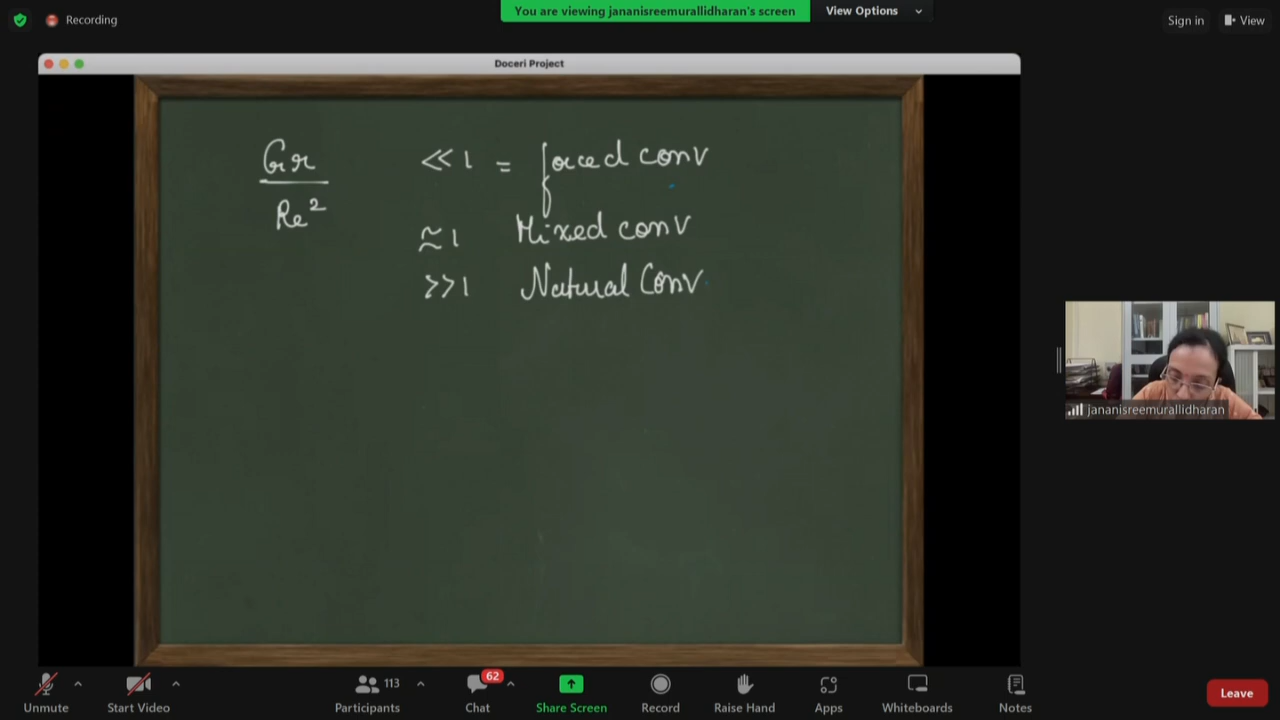 Recording
You are viewing jananisreemurallidharan's screen
View Options
Sign in
View
Doceri Project
Gr
Re²
<<1 = forced conv
≈1 Mixed conv
>>1 Natural Conv
jananisreemurallidharan
Unmute
Start Video
113
Participants
62
Chat
Share Screen
Record
Raise Hand
Apps
Whiteboards
Notes
Leave